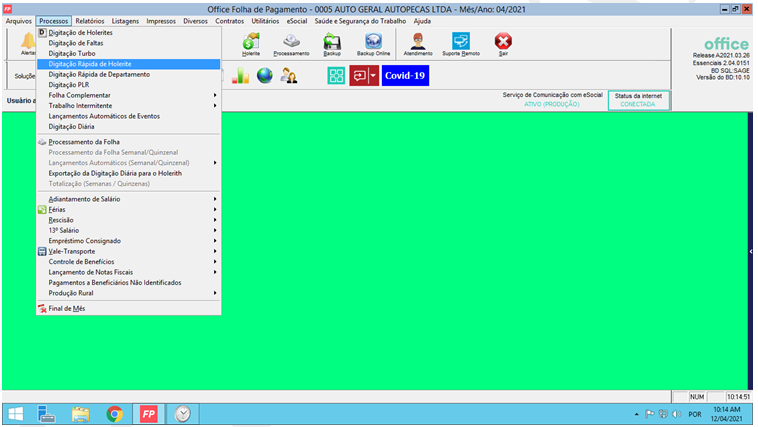 FP Office Folha de Pagamento - 0005 AUTO GERAL AUTOPECAS LTDA - Mês/Ano: 04/2021
Arquivos Processos Relatórios Listagens Impressos Diversos Contratos Utilitários eSocial Saúde e Segurança do Trabalho Ajuda
D Digitação de Holerites
Digitação de Faltas
Digitação Turbo
Digitação Rápida de Holerite
Digitação Rápida de Departamento
Digitação PLR
Folha Complementar
Trabalho Intermitente
Lançamentos Automáticos de Eventos
Digitação Diária
Processamento da Folha
Processamento da Folha Semanal/Quinzenal
Lançamentos Automáticos (Semanal/Quinzenal)
Exportação da Digitação Diária para o Holerith
Totalização (Semanas / Quinzenas)
Adiantamento de Salário
Férias
Rescisão
13º Salário
Empréstimo Consignado
Vale-Transporte
Controle de Benefícios
Lançamento de Notas Fiscais
Pagamentos a Beneficiários Não Identificados
Produção Rural
Final de Mês
Holerite Processamento Backup Backup Online Atendimento Suporte Remoto Sair
Covid-19
office
Release A2021.03.26
Essenciais 2.04.0151
BD SQL:SAGE
Versão do BD:10.10
Soluçõe
Usuário a
Serviço de Comunicação com eSocial
ATIVO (PRODUÇÃO)
Status da internet
CONECTADA
NUM 10:14:51
FP
POR
10:14 AM
12/04/2021